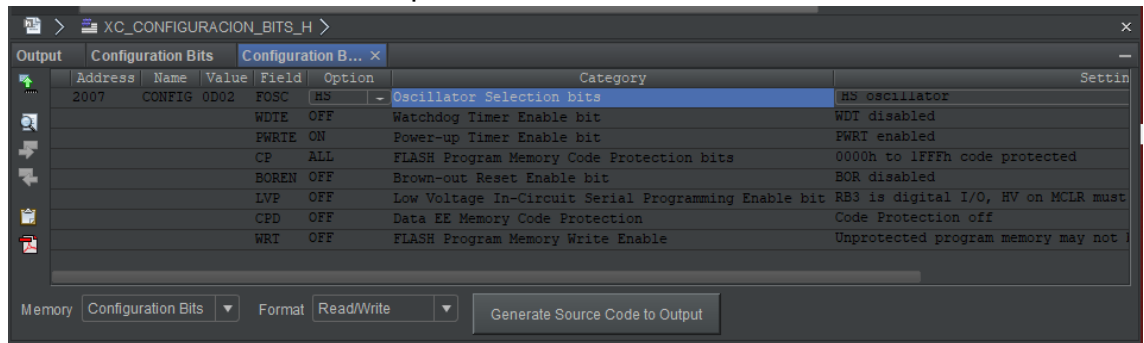 XC_CONFIGURACION_BITS_H
Output Configuration Bits Configuration B...
Address Name Value Field Option Category Settin
2007 CONFIG 0D02 FOSC HS Oscillator Selection bits HS oscillator
WDTE OFF Watchdog Timer Enable bit WDT disabled
PWRTE ON Power-up Timer Enable bit PWRT enabled
CP ALL FLASH Program Memory Code Protection bits 0000h to 1FFFh code protected
BOREN OFF Brown-out Reset Enable bit BOR disabled
LVP OFF Low Voltage In-Circuit Serial Programming Enable bit RB3 is digital I/O, HV on MCLR must
CPD OFF Data EE Memory Code Protection Code Protection off
WRT OFF FLASH Program Memory Write Enable Unprotected program memory may not
Memory Configuration Bits Format Read/Write Generate Source Code to Output